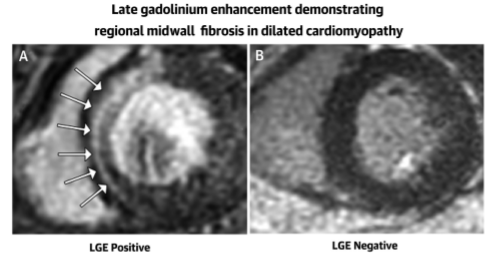 Late gadolinium enhancement demonstrating
regional midwall fibrosis in dilated cardiomyopathy
A
B
LGE Positive
LGE Negative